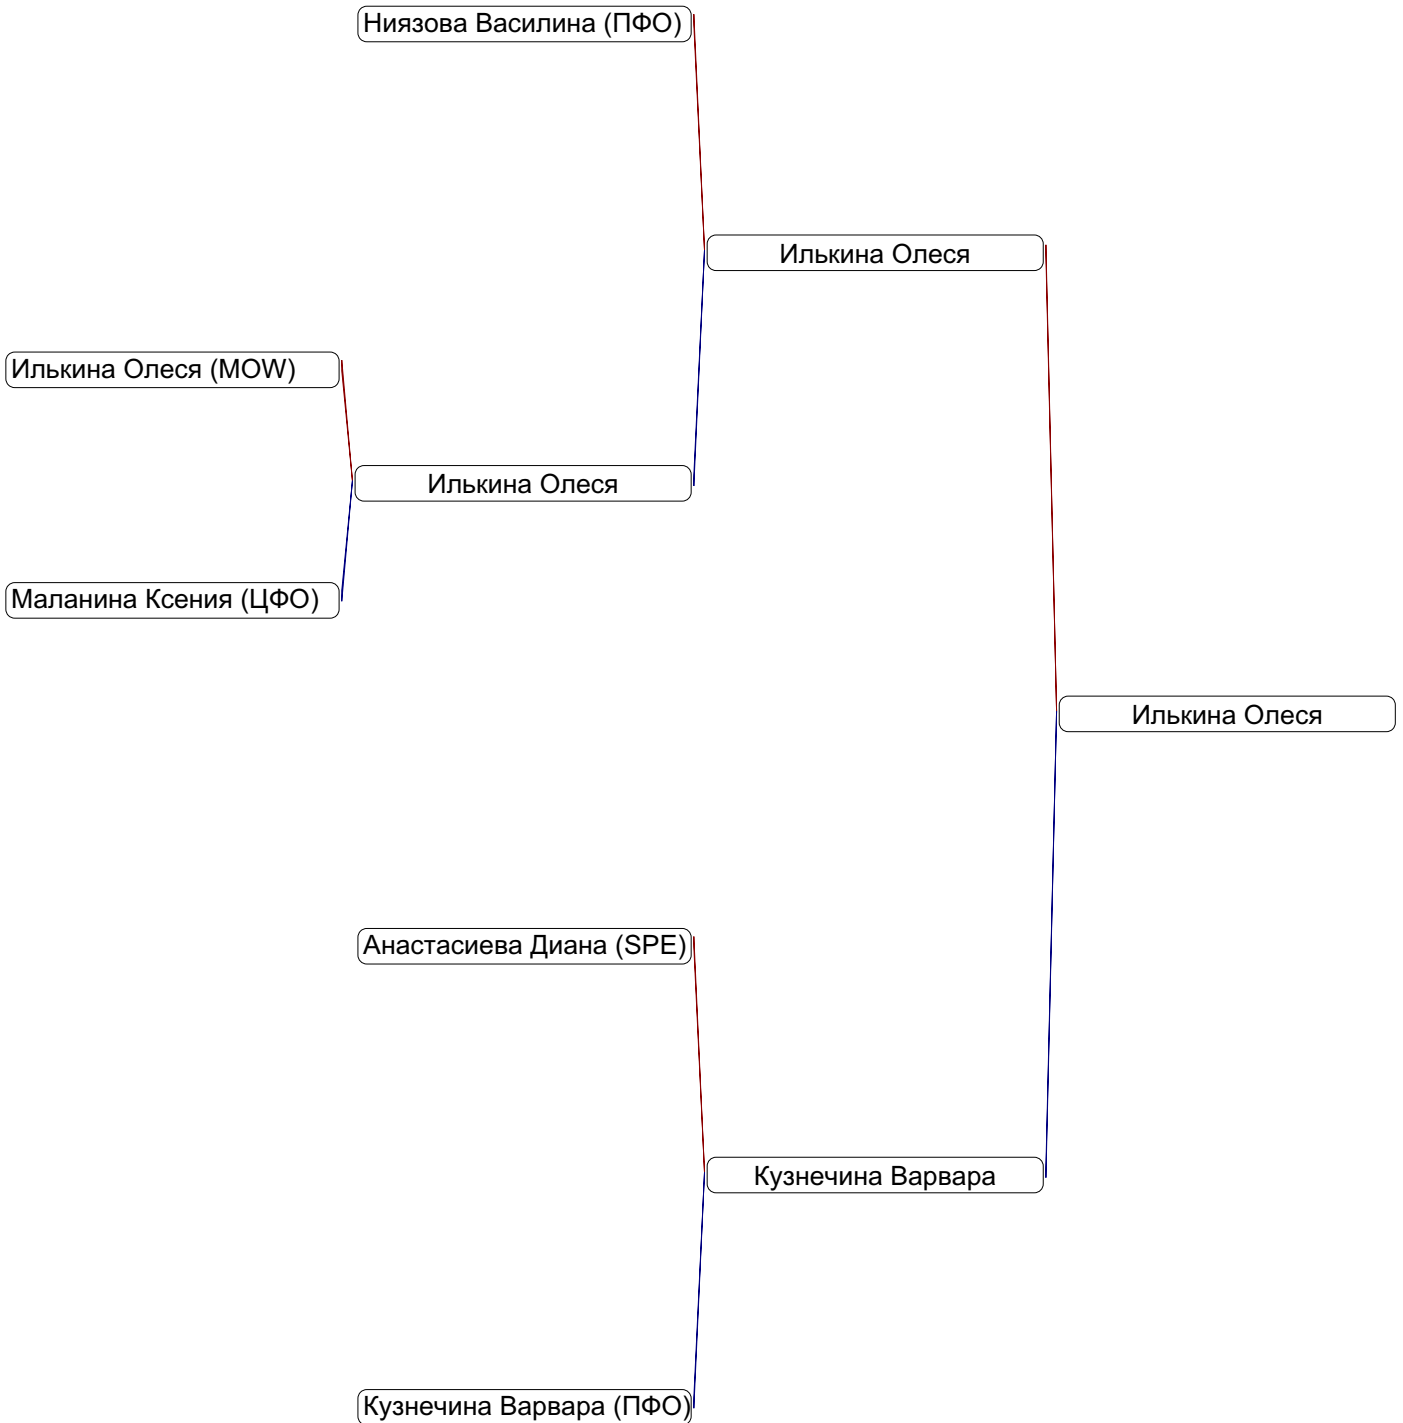 Ниязова Василина (ПФО)
Илькина Олеся
Илькина Олеся (MOW)
Илькина Олеся
Маланина Ксения (ЦФО)
Илькина Олеся
Анастасиева Диана (SPE)
Кузнечина Варвара
Кузнечина Варвара (ПФО)